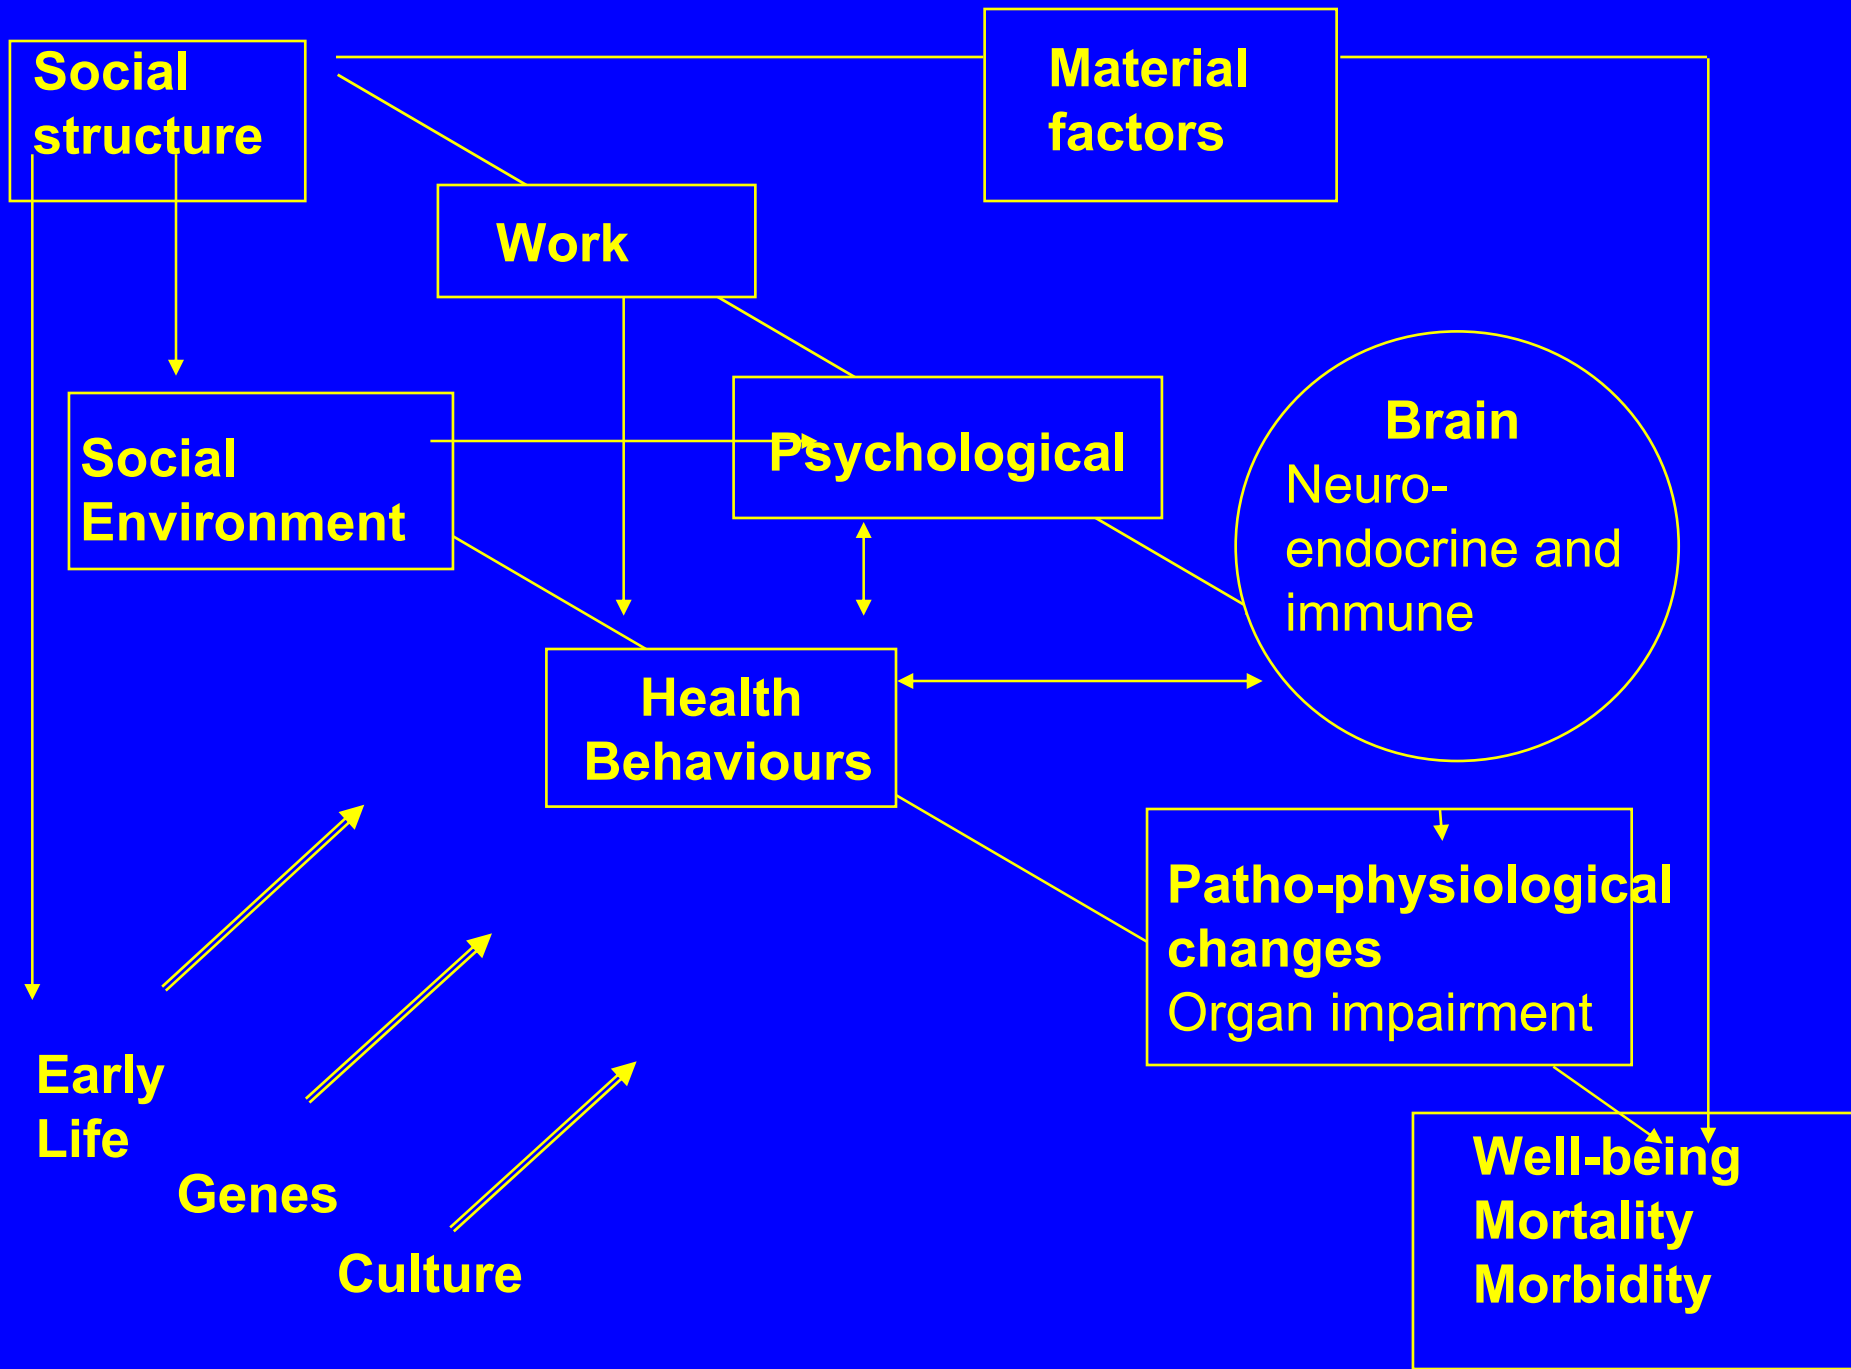 Social
structure
Material
factors
Work
Social
Environment
Psychological
Brain
Neuro-
endocrine and
immune
Health
Behaviours
Patho-physiological
changes
Organ impairment
Early
Life
Genes
Culture
Well-being
Mortality
Morbidity